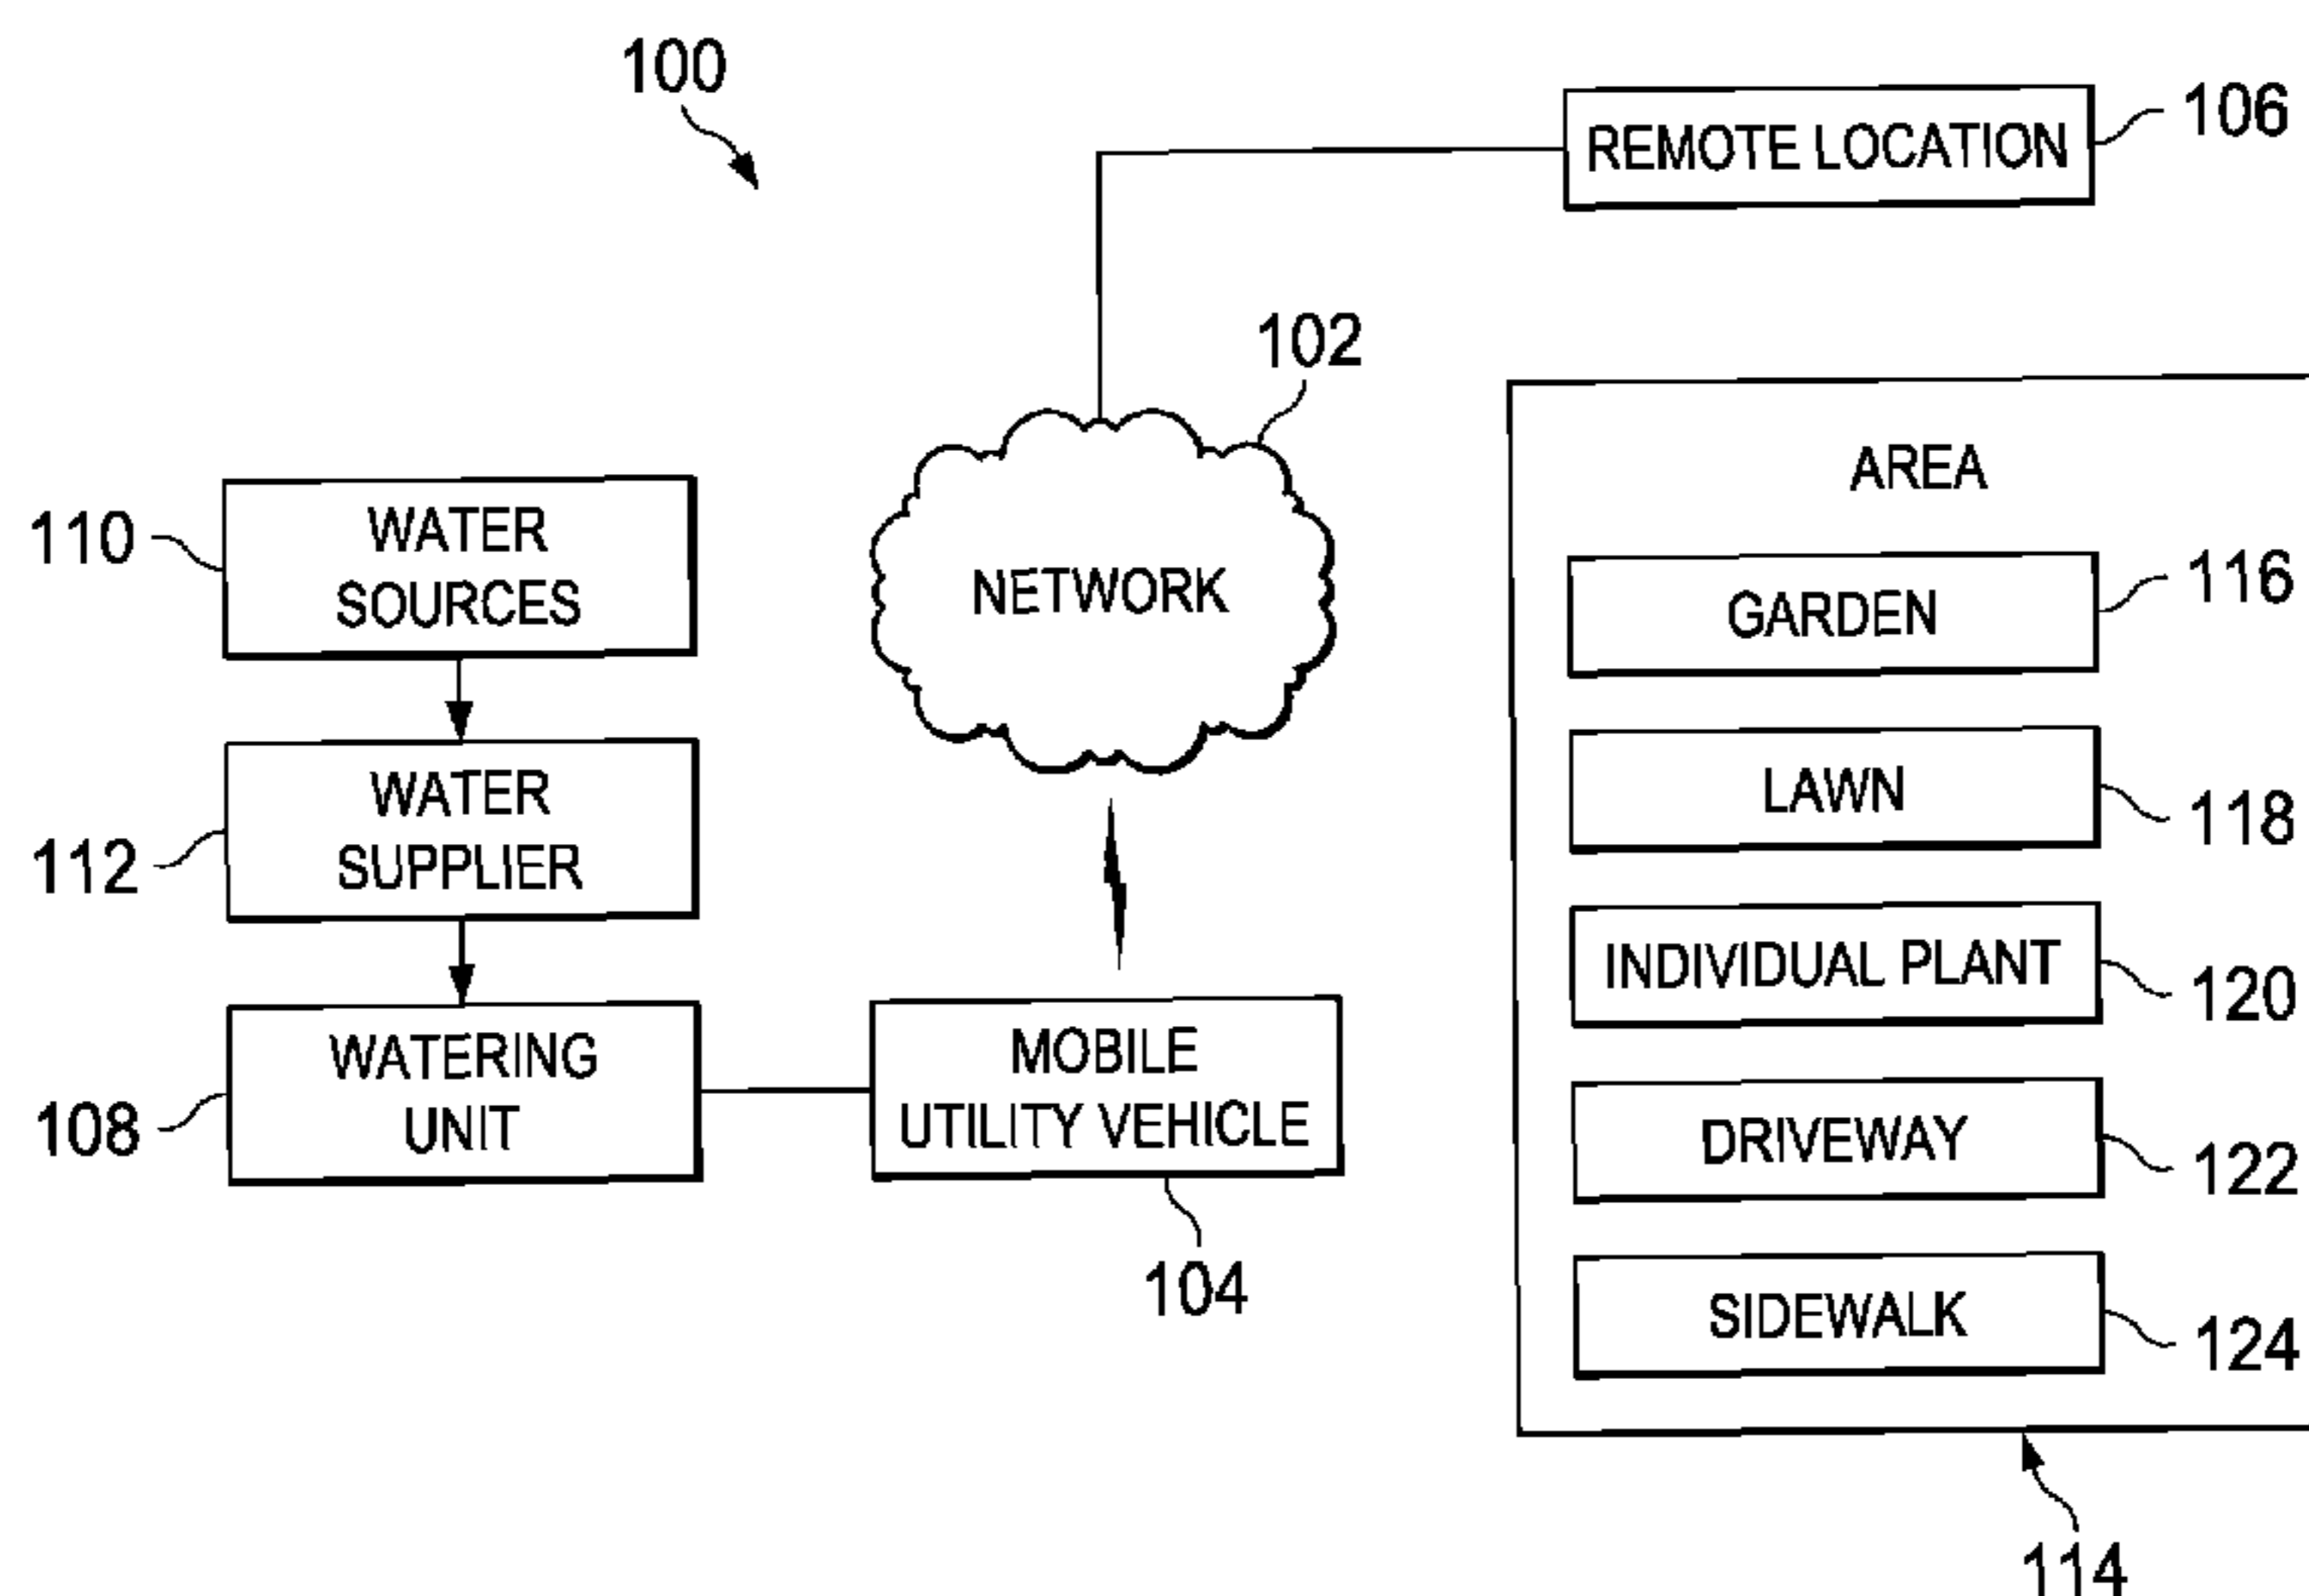 100
REMOTE LOCATION
106
102
NETWORK
110
WATER
SOURCES
112
WATER
SUPPLIER
108
WATERING
UNIT
MOBILE
UTILITY VEHICLE
104
AREA
GARDEN
116
LAWN
118
INDIVIDUAL PLANT
120
DRIVEWAY
122
SIDEWALK
124
114